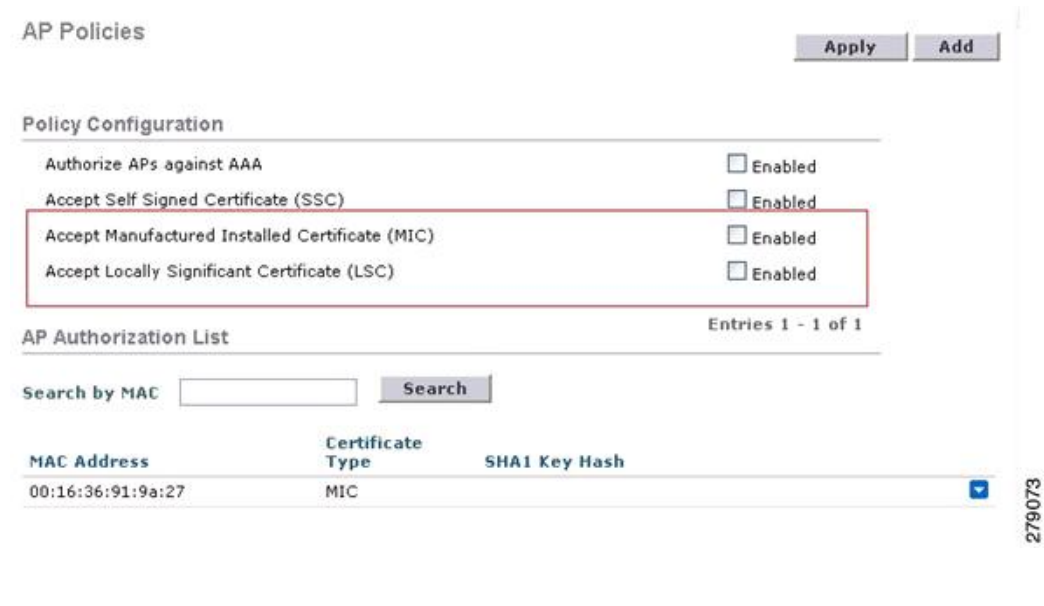 AP Policies
Apply Add
Policy Configuration
Authorize APs against AAA Enabled
Accept Self Signed Certificate (SSC) Enabled
Accept Manufactured Installed Certificate (MIC) Enabled
Accept Locally Significant Certificate (LSC) Enabled
Entries 1 - 1 of 1
AP Authorization List
Search by MAC Search
MAC Address Certificate Type SHA1 Key Hash
00:16:36:91:9a:27 MIC
279073